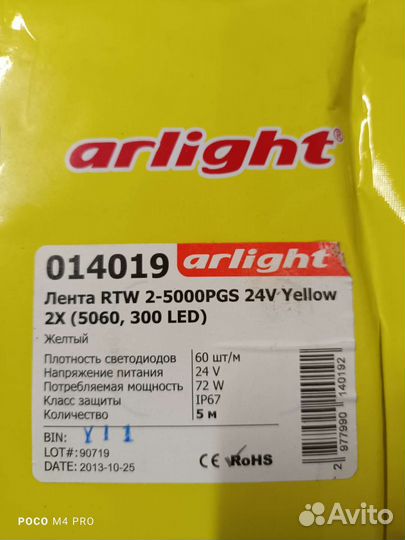 arlight®
014019 arlight
Лента RTW 2-5000PGS 24V Yellow
2X (5060, 300 LED)
Желтый
Плотность светодиодов 60 шт/м
Напряжение питания 24 V
Потребляемая мощность 72 W
Класс защиты IP67
Количество 5 м
BIN: Y11
LOT#: 90719
DATE: 2013-10-25
CE RoHS
2 977990 140192
POCO M4 PRO
Avito